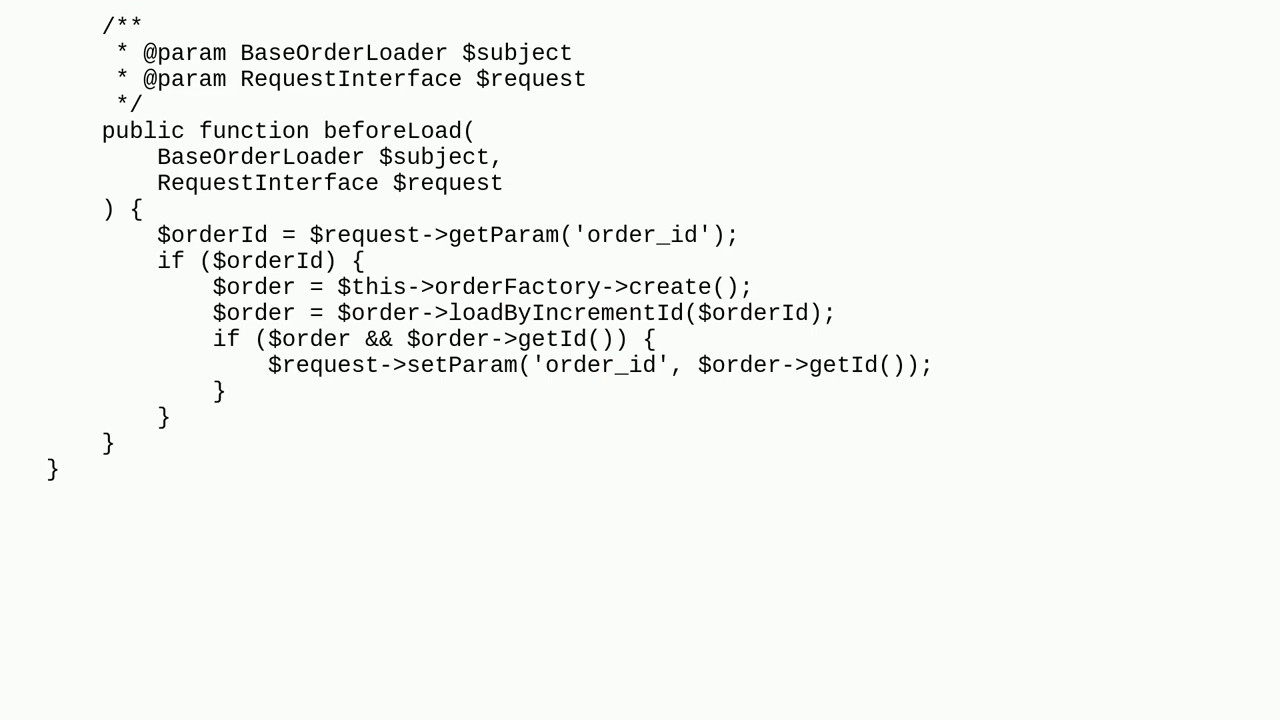 /**
 * @param BaseOrderLoader $subject
 * @param RequestInterface $request
 */
public function beforeLoad(
    BaseOrderLoader $subject,
    RequestInterface $request
) {
    $orderId = $request->getParam('order_id');
    if ($orderId) {
        $order = $this->orderFactory->create();
        $order = $order->loadByIncrementId($orderId);
        if ($order && $order->getId()) {
            $request->setParam('order_id', $order->getId());
        }
    }
}
}